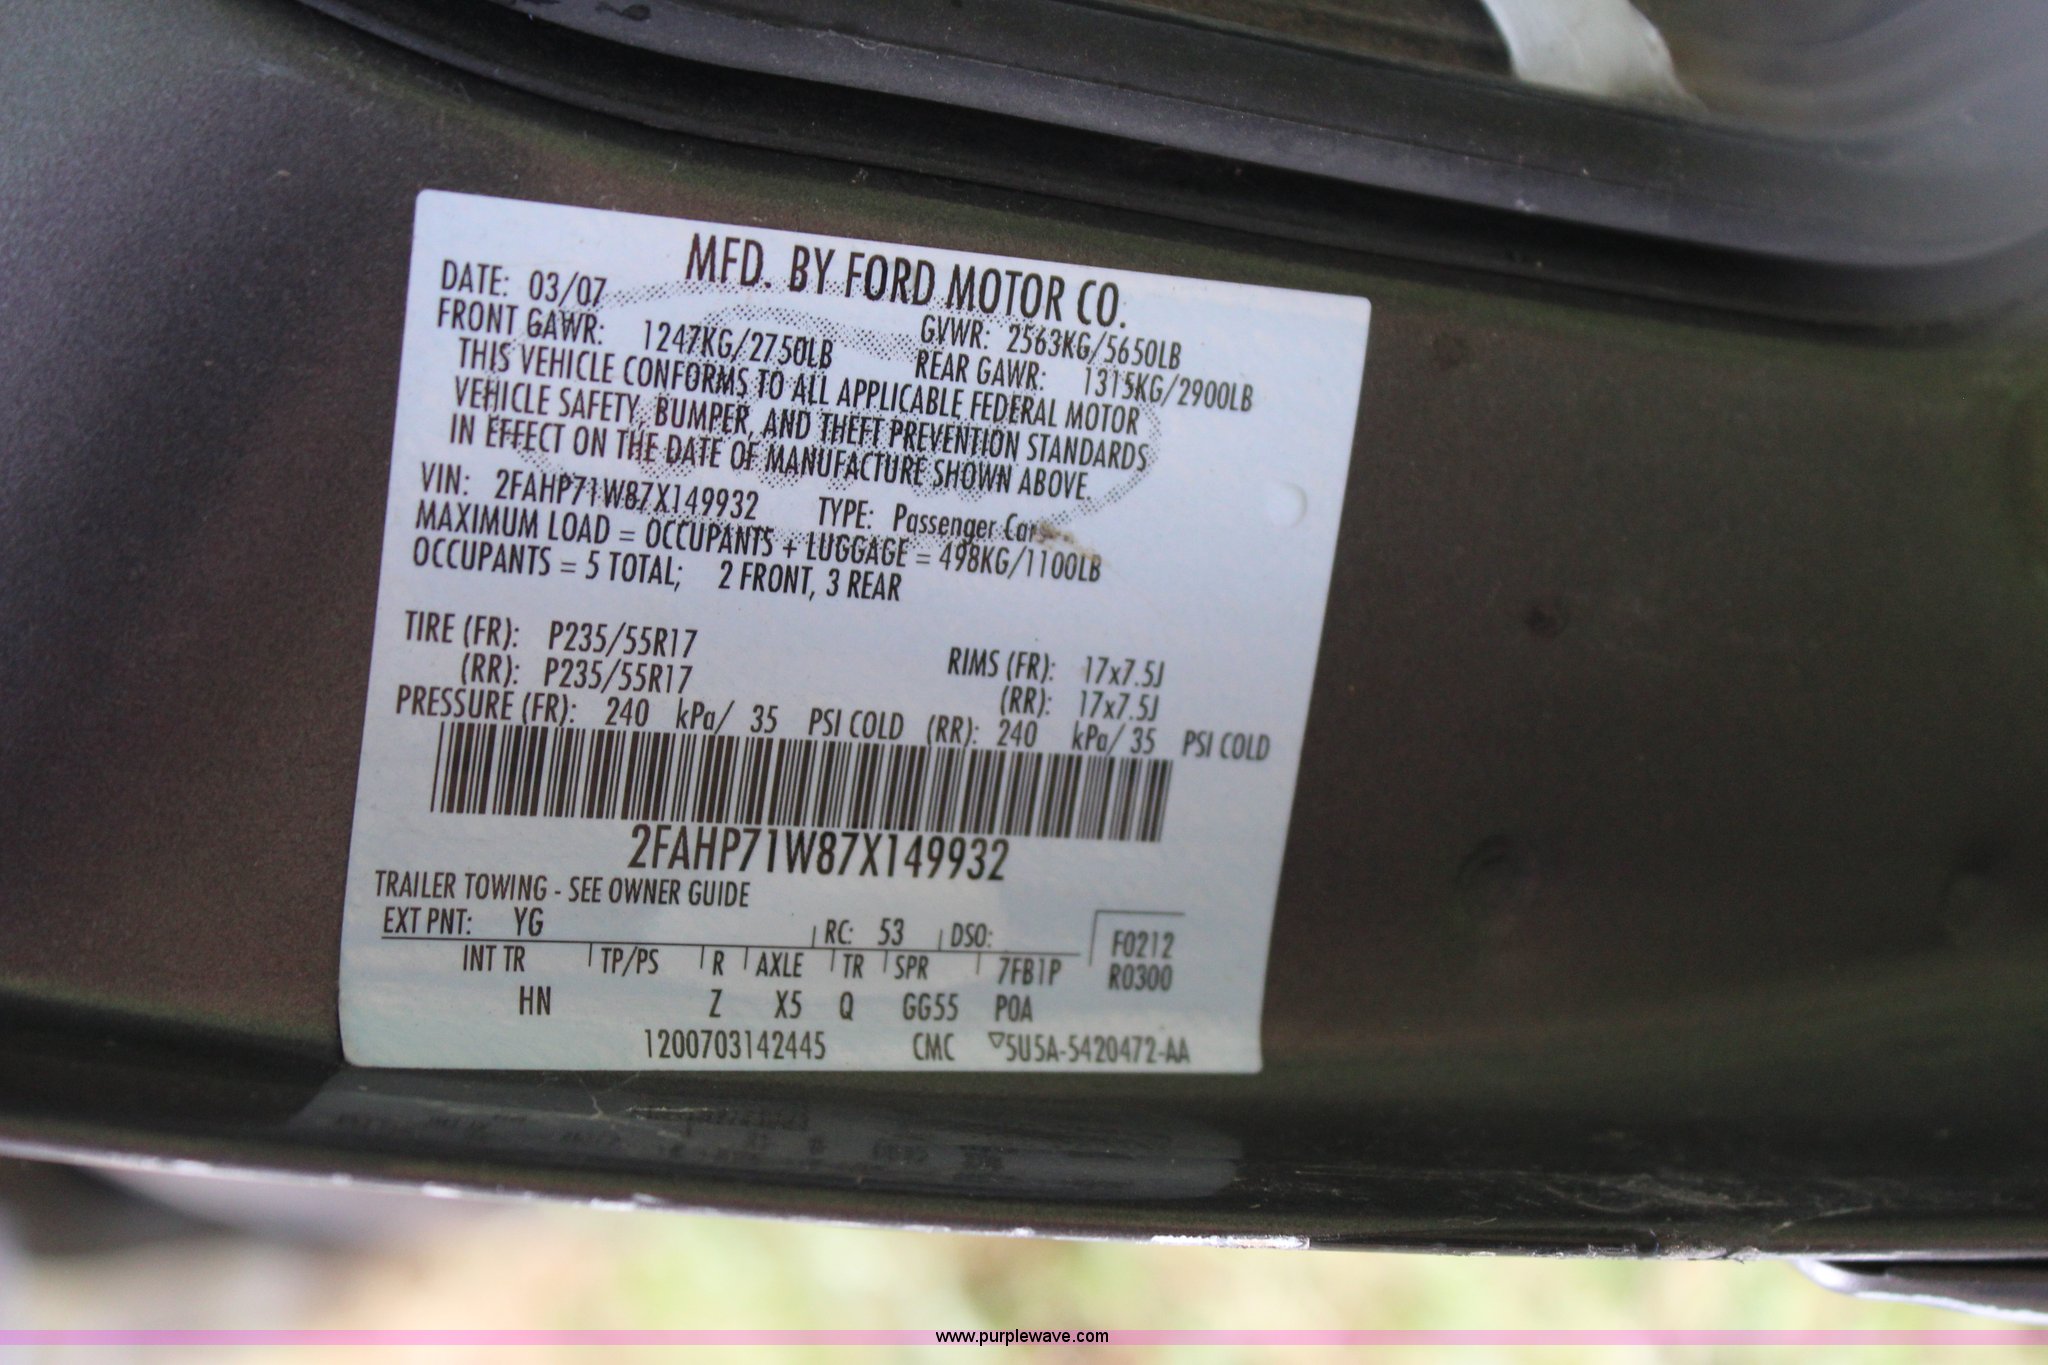 MFD. BY FORD MOTOR CO.
DATE: 03/07
GVWR: 2563KG/5650LB
FRONT GAWR: 1247KG/2750LB
REAR GAWR: 1315KG/2900LB
THIS VEHICLE CONFORMS TO ALL APPLICABLE FEDERAL MOTOR
VEHICLE SAFETY, BUMPER, AND THEFT PREVENTION STANDARDS
IN EFFECT ON THE DATE OF MANUFACTURE SHOWN ABOVE.
VIN: 2FAHP71W87X149932 TYPE: Passenger Car
MAXIMUM LOAD = OCCUPANTS + LUGGAGE = 498KG/1100LB
OCCUPANTS = 5 TOTAL; 2 FRONT, 3 REAR
TIRE (FR): P235/55R17 RIMS (FR): 17x7.5J
(RR): P235/55R17 (RR): 17x7.5J
PRESSURE (FR): 240 kPa/ 35 PSI COLD (RR): 240 kPa/ 35 PSI COLD
2FAHP71W87X149932
TRAILER TOWING - SEE OWNER GUIDE
EXT PNT: YG RC: 53 DSO: F0212
INT TR TP/PS R AXLE TR SPR 7FB1P R0300
HN Z X5 Q GG55 POA
1200703142445 CMC ▽5U5A-5420472-AA
www.purplewave.com